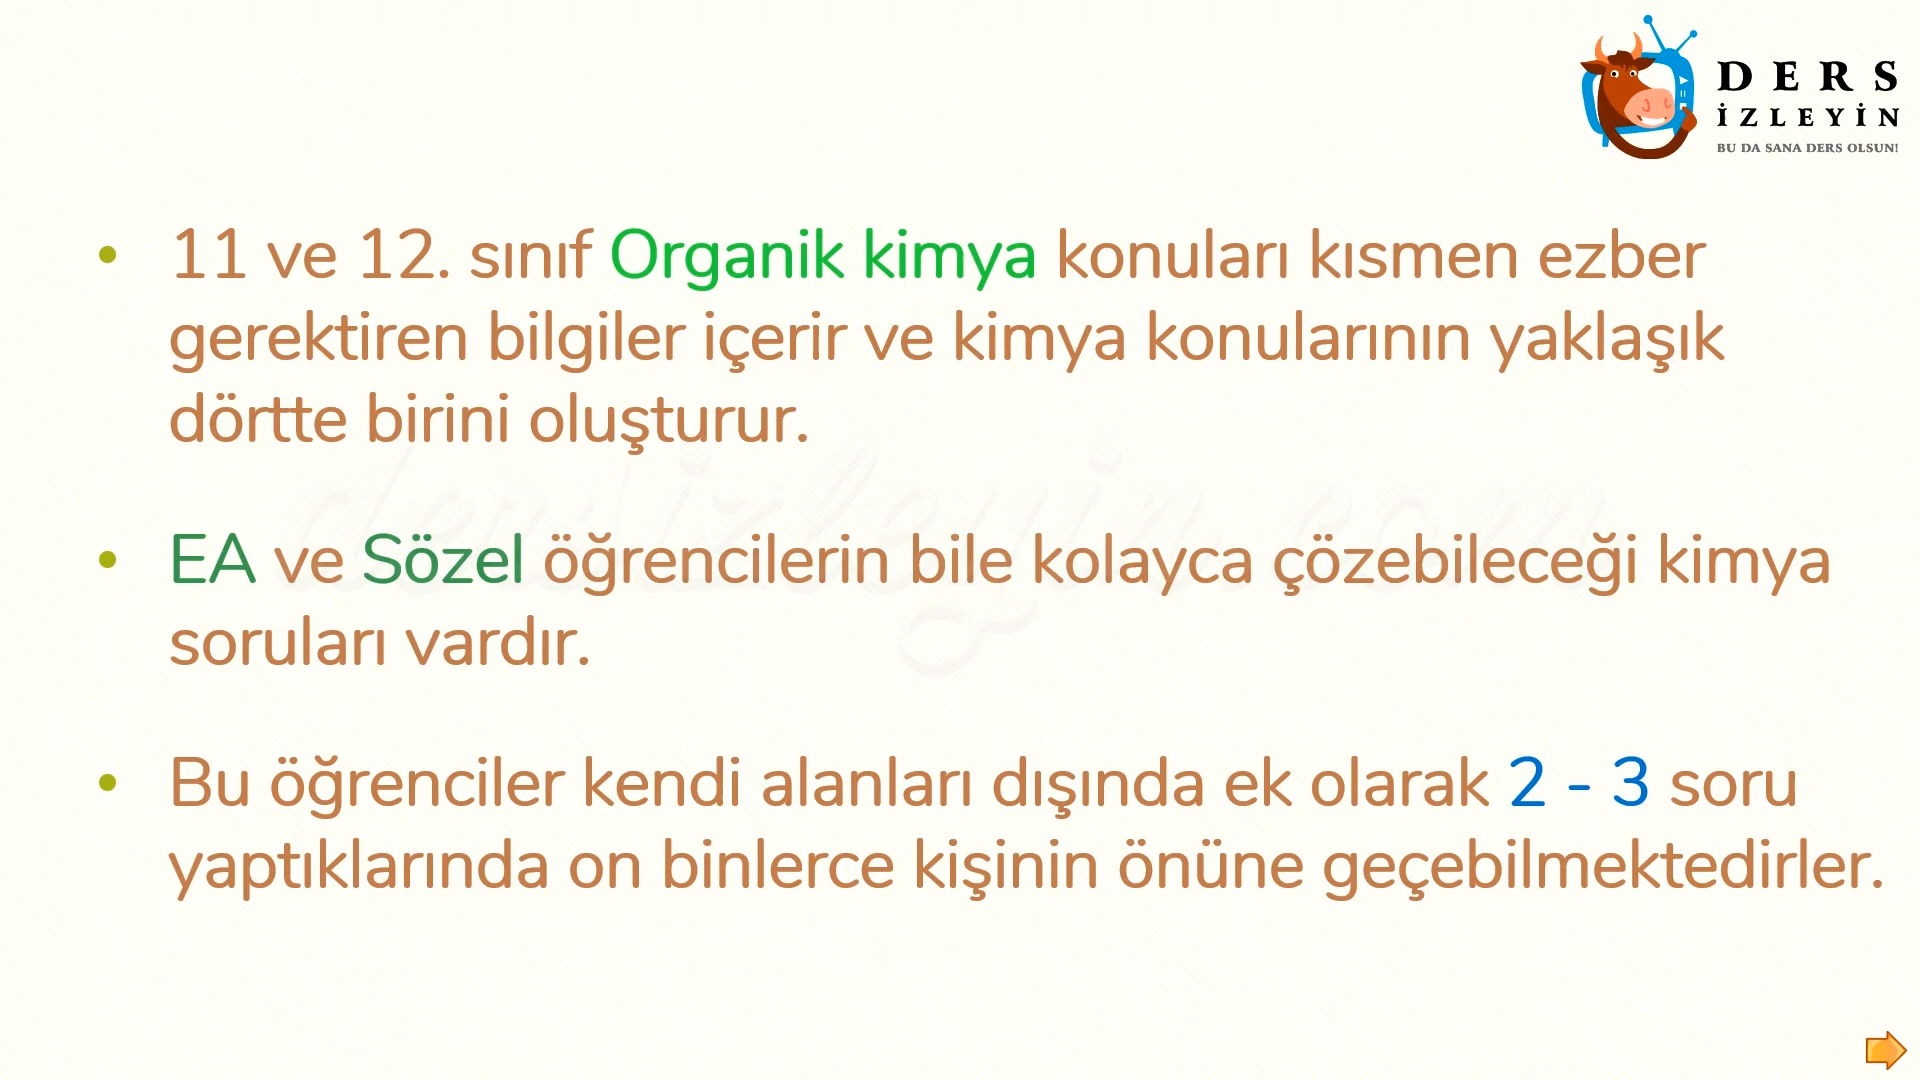 DERS
İZLEYİN
BU DA SANA DERS OLSUN!
• 11 ve 12. sınıf Organik kimya konuları kısmen ezber
gerektiren bilgiler içerir ve kimya konularının yaklaşık
dörtte birini oluşturur.
dersizleyin.com
• EA ve Sözel öğrencilerin bile kolayca çözebileceği kimya
soruları vardır.
• Bu öğrenciler kendi alanları dışında ek olarak 2 - 3 soru
yaptıklarında on binlerce kişinin önüne geçebilmektedirler.